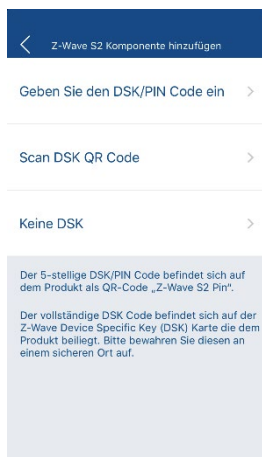 Z-Wave S2 Komponente hinzufügen
Geben Sie den DSK/PIN Code ein
Scan DSK QR Code
Keine DSK
Der 5-stellige DSK/PIN Code befindet sich auf
dem Produkt als QR-Code „Z-Wave S2 Pin“.
Der vollständige DSK Code befindet sich auf der
Z-Wave Device Specific Key (DSK) Karte die dem
Produkt beiliegt. Bitte bewahren Sie diesen an
einem sicheren Ort auf.